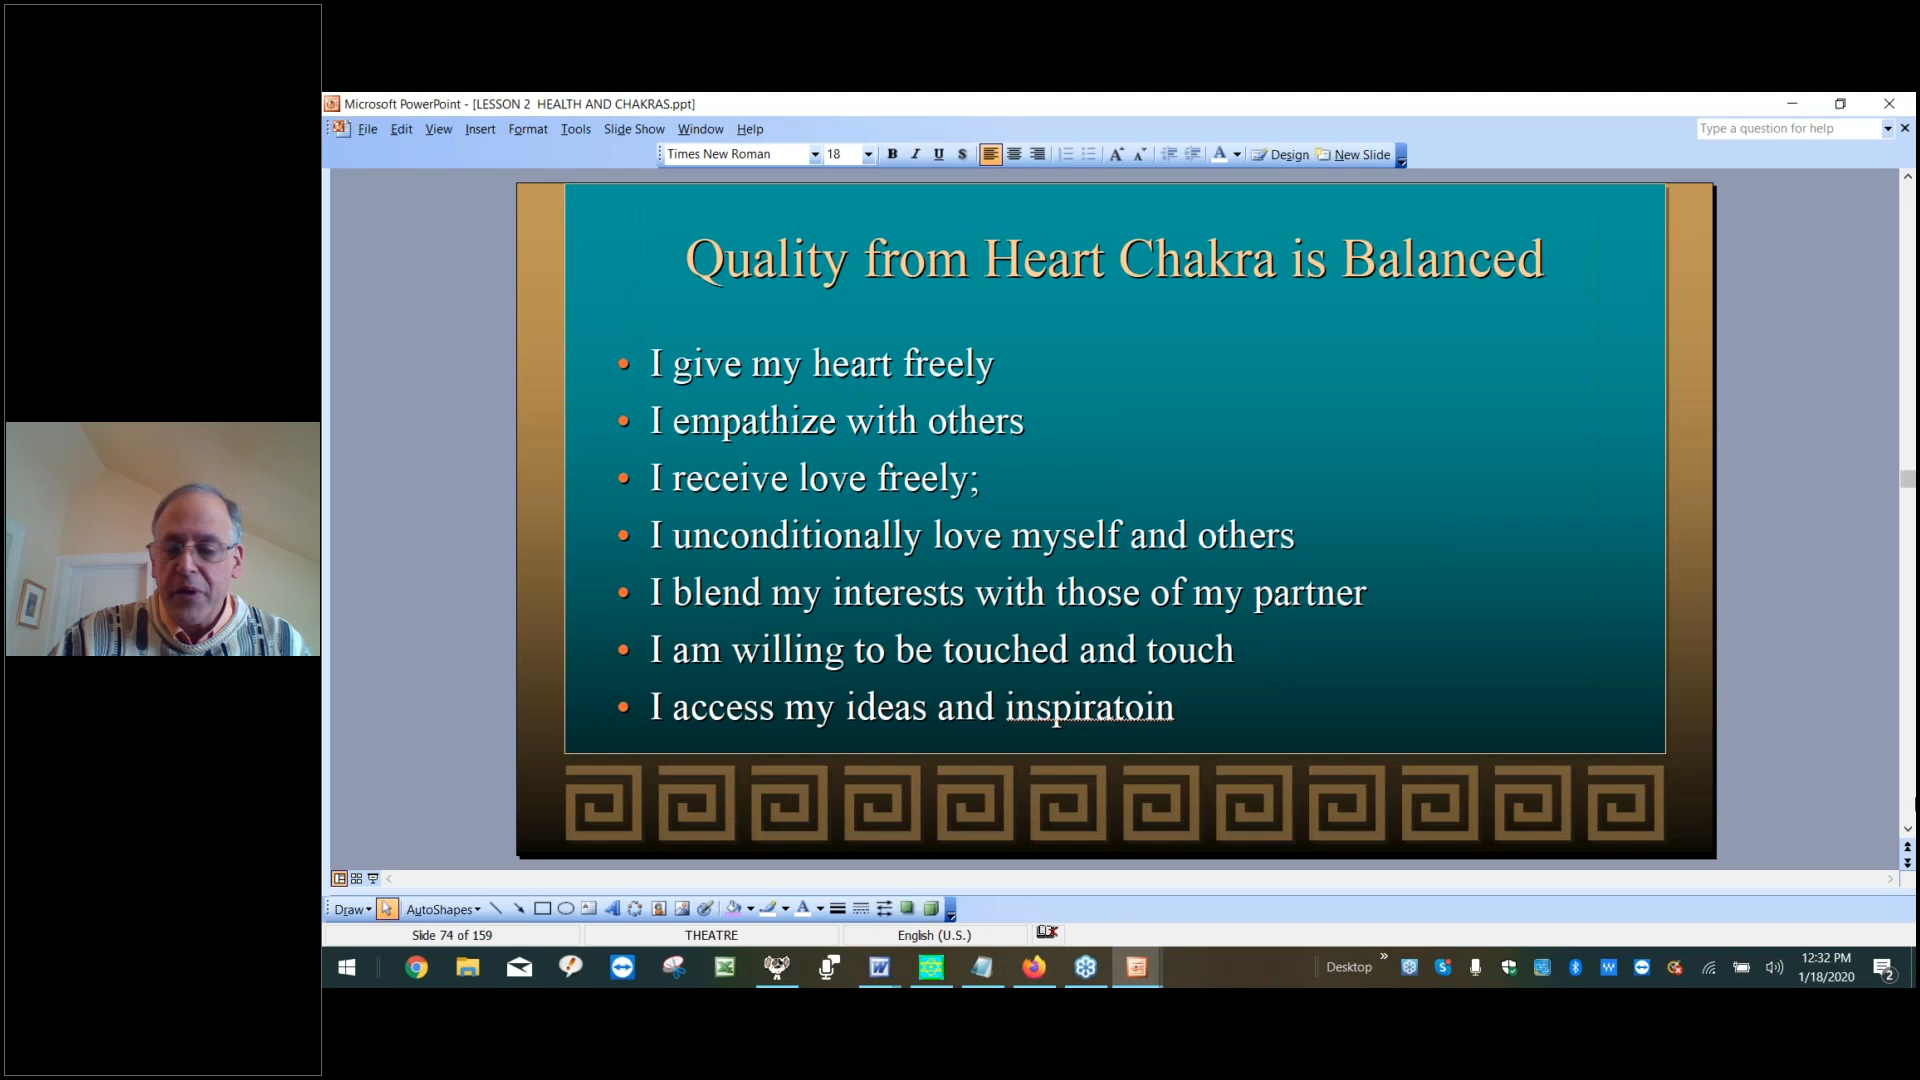 Microsoft PowerPoint - [LESSON 2  HEALTH AND CHAKRAS.ppt]
File Edit View Insert Format Tools Slide Show Window Help
Type a question for help
Times New Roman 18 B I U S A A A Design New Slide
Quality from Heart Chakra is Balanced
• I give my heart freely
• I empathize with others
• I receive love freely;
• I unconditionally love myself and others
• I blend my interests with those of my partner
• I am willing to be touched and touch
• I access my ideas and inspiratoin
Draw AutoShapes A
Slide 74 of 159 THEATRE English (U.S.)
Desktop
12:32 PM
1/18/2020
2